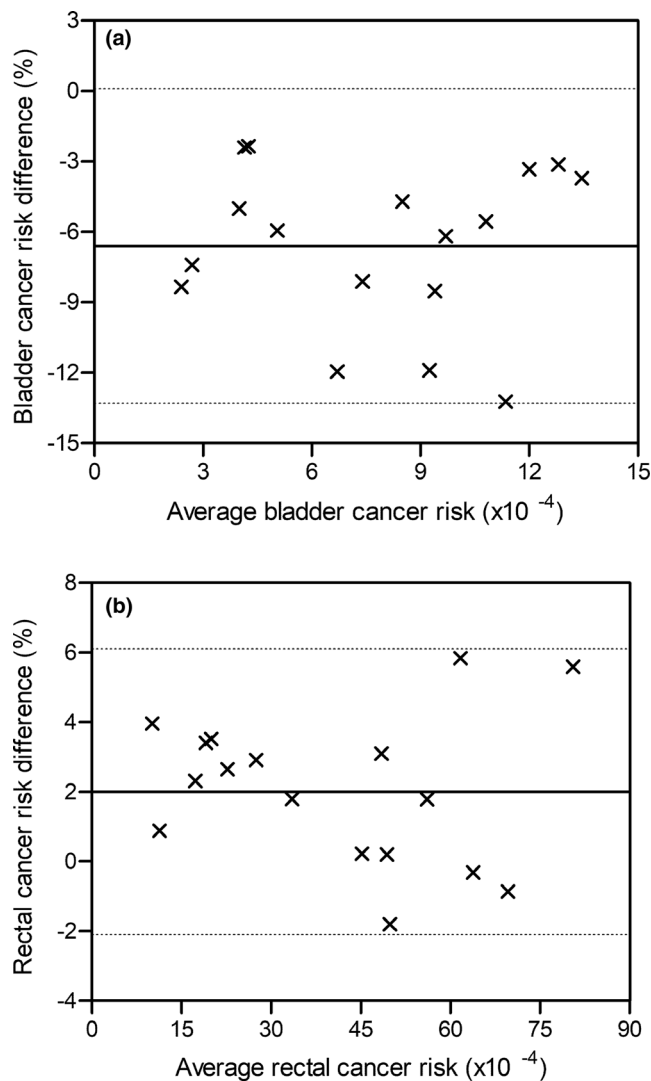 (a)
Bladder cancer risk difference (%)
3
0
-3
-6
-9
-12
-15
0 3 6 9 12 15
Average bladder cancer risk (x10 -4)
(b)
Rectal cancer risk difference (%)
8
6
4
2
0
-2
-4
0 15 30 45 60 75 90
Average rectal cancer risk (x10 -4)